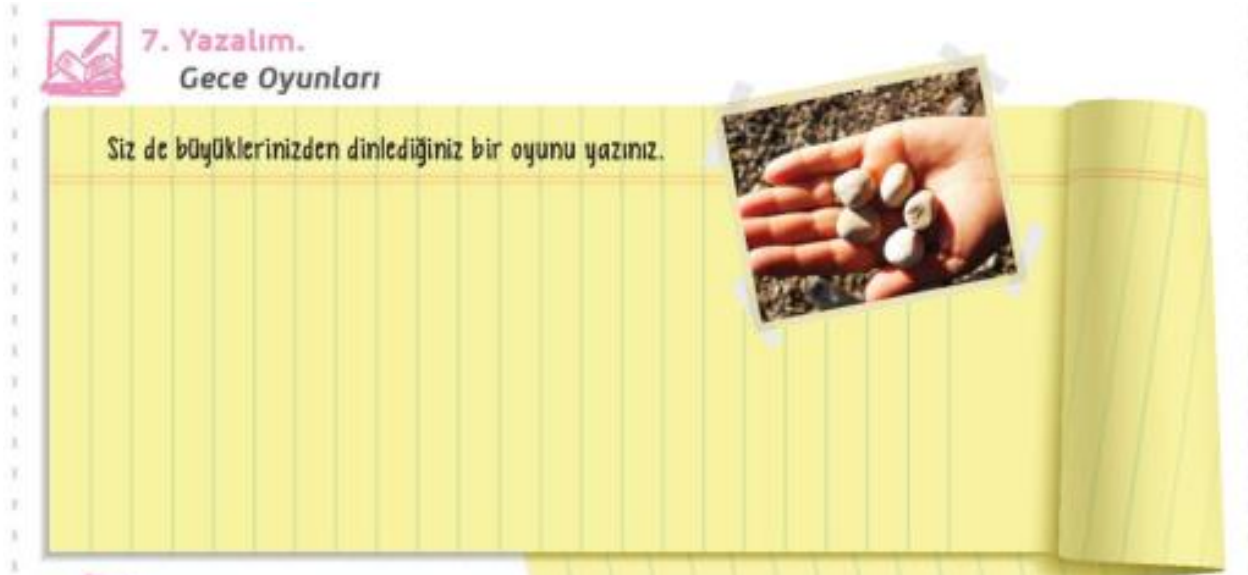 7. Yazalım.
Gece Oyunları
Siz de büyüklerinizden dinlediğiniz bir oyunu yazınız.